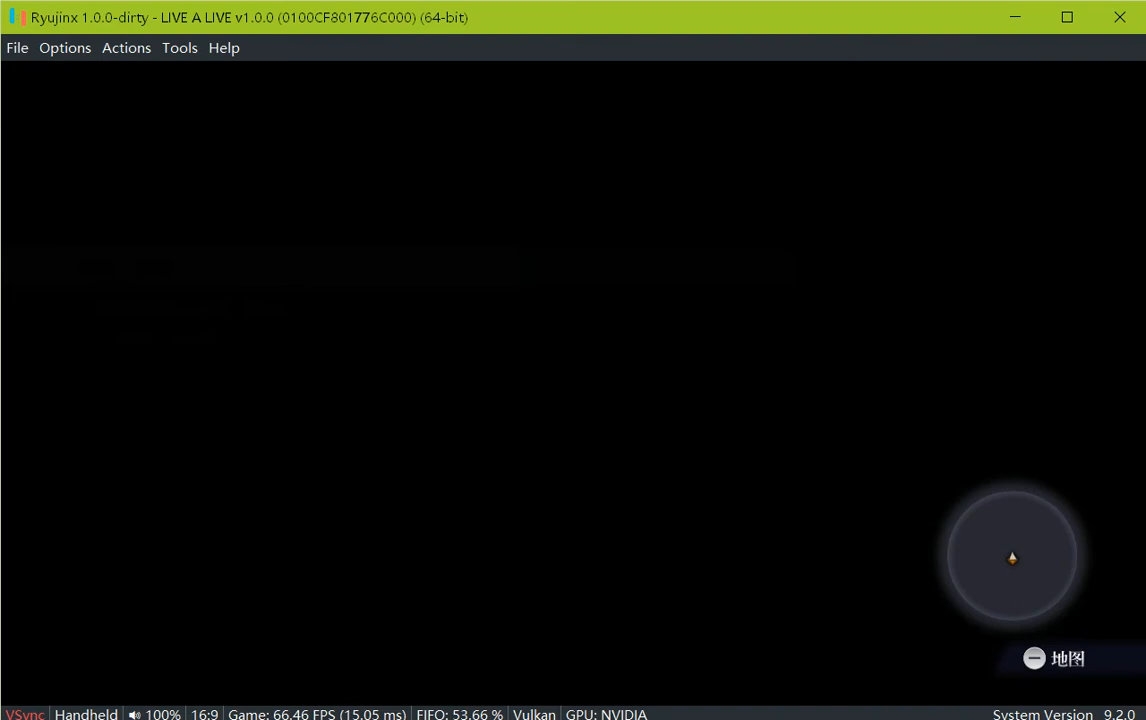 Ryujinx 1.0.0-dirty - LIVE A LIVE v1.0.0 (0100CF801776C000) (64-bit)
File Options Actions Tools Help
地图
VSync Handheld 100% 16:9 Game: 66.46 FPS (15.05 ms) FIFO: 53.66 % Vulkan GPU: NVIDIA System Version 9.2.0